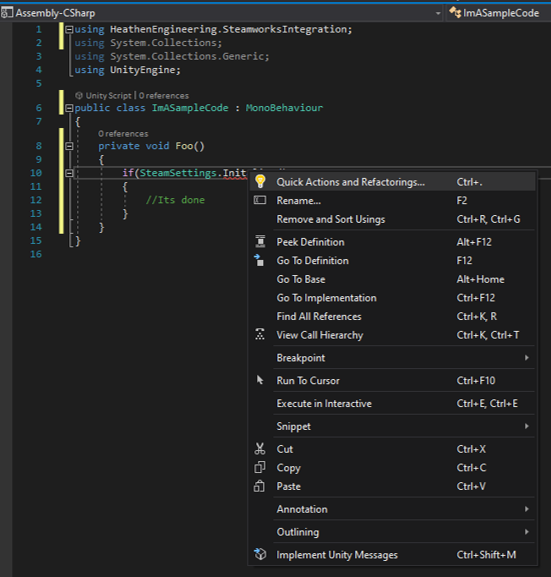 Assembly-CSharp ImASampleCode
1 using HeathenEngineering.SteamworksIntegration;
2 using System.Collections;
3 using System.Collections.Generic;
4 using UnityEngine;
5
Unity Script | 0 references
6 public class ImASampleCode : MonoBehaviour
7 {
0 references
8 private void Foo()
9 {
10 if(SteamSettings.Init
11 {
12 //Its done
13 }
14 }
15 }
16
Quick Actions and Refactorings... Ctrl+.
Rename... F2
Remove and Sort Usings Ctrl+R, Ctrl+G
Peek Definition Alt+F12
Go To Definition F12
Go To Base Alt+Home
Go To Implementation Ctrl+F12
Find All References Ctrl+K, R
View Call Hierarchy Ctrl+K, Ctrl+T
Breakpoint
Run To Cursor Ctrl+F10
Execute in Interactive Ctrl+E, Ctrl+E
Snippet
Cut Ctrl+X
Copy Ctrl+C
Paste Ctrl+V
Annotation
Outlining
Implement Unity Messages Ctrl+Shift+M